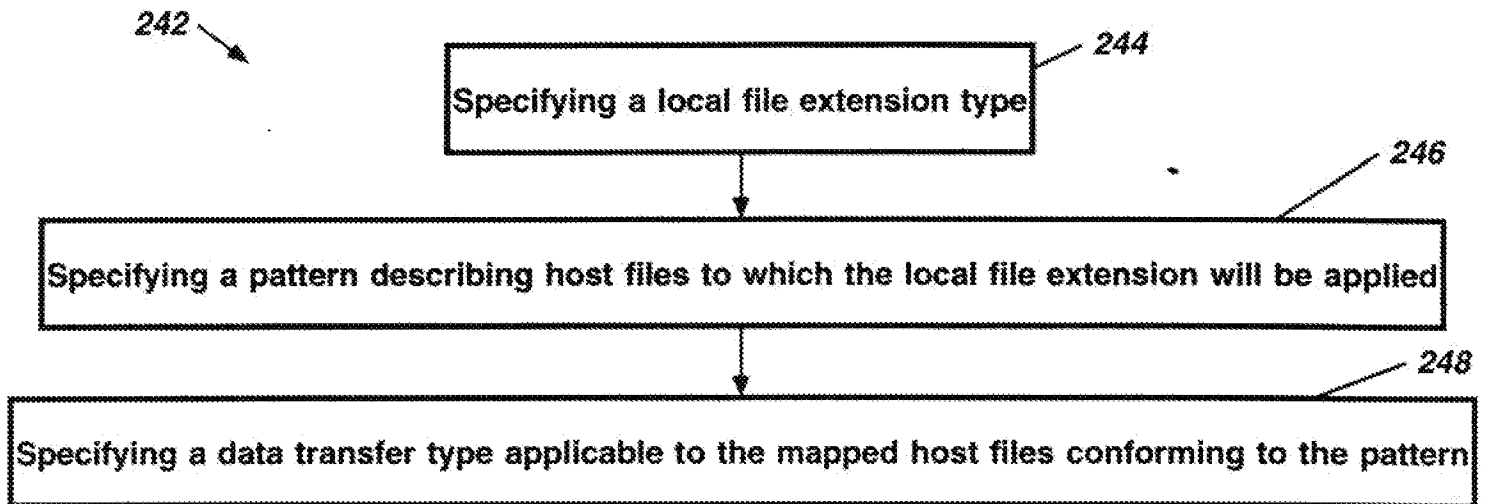 242
244
Specifying a local file extension type
246
Specifying a pattern describing host files to which the local file extension will be applied
248
Specifying a data transfer type applicable to the mapped host files conforming to the pattern